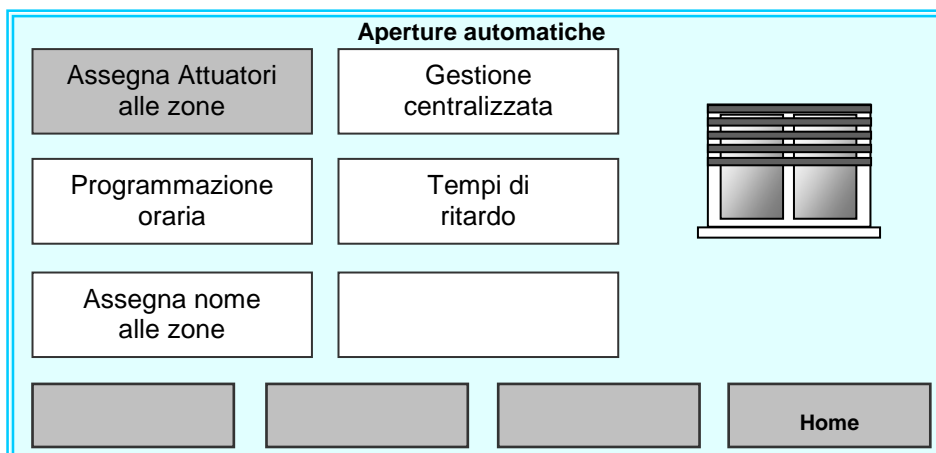 Aperture automatiche
Assegna Attuatori
alle zone
Gestione
centralizzata
Programmazione
oraria
Tempi di
ritardo
Assegna nome
alle zone
Home